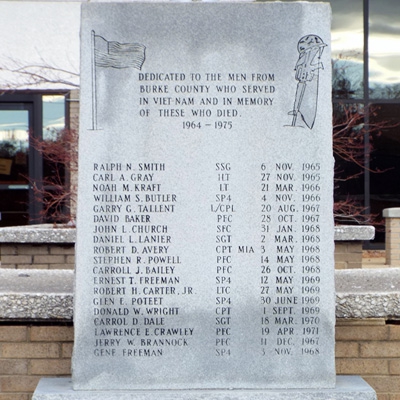 DEDICATED TO THE MEN FROM
BURKE COUNTY WHO SERVED
IN VIET-NAM AND IN MEMORY
OF THESE WHO DIED.
1964 - 1975
RALPH N. SMITH SSG 6 NOV. 1965
CARL A. GRAY 1LT 27 NOV. 1965
NOAH M. KRAFT LT 21 MAR. 1966
WILLIAM S. BUTLER SP4 4 NOV. 1966
GARRY G. TALLENT L/CPL 20 AUG. 1967
DAVID BAKER PFC 28 OCT. 1967
JOHN L. CHURCH SFC 31 JAN. 1968
DANIEL L. LANIER SGT 2 MAR. 1968
ROBERT D. AVERY CPT MIA 3 MAY 1968
STEPHEN R. POWELL PFC 14 MAY 1968
CARROLL J. BAILEY PFC 26 OCT. 1968
ERNEST T. FREEMAN SP4 12 MAY 1969
ROBERT H. CARTER, JR. LTC 27 MAY 1969
GLEN E. POTEET SP4 30 JUNE 1969
DONALD W. WRIGHT CPT 1 SEPT. 1969
CARROL D. DALE SGT 18 MAR. 1970
LAWRENCE E. CRAWLEY PFC 19 APR. 1971
JERRY W. BRANNOCK PFC 11 DEC. 1967
GENE FREEMAN SP4 3 NOV. 1968